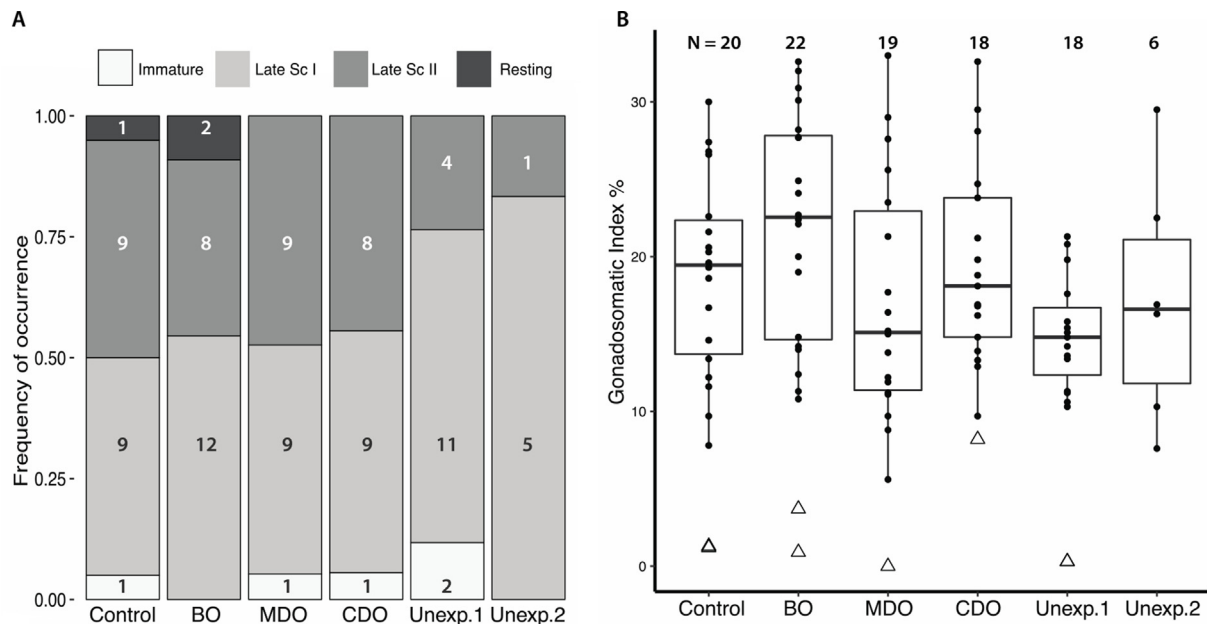 A
Immature Late Sc I Late Sc II Resting
Frequency of occurrence
1.00
0.75
0.50
0.25
0.00
1 2
9 8 9 8 4 1
9 12 9 9 11 5
1 1 1 2
Control BO MDO CDO Unexp.1 Unexp.2
B
N = 20 22 19 18 18 6
Gonadosomatic Index %
30
20
10
0
Control BO MDO CDO Unexp.1 Unexp.2